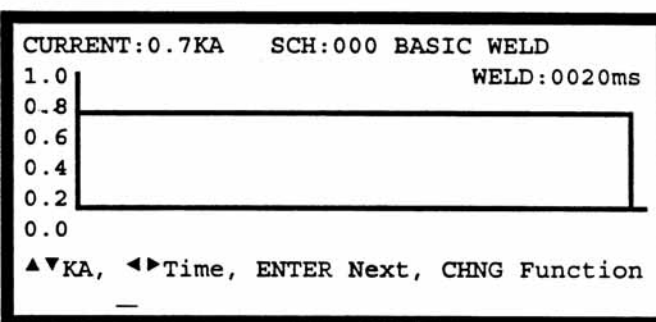 CURRENT:0.7KA SCH:000 BASIC WELD
1.0 WELD:0020ms
0.8
0.6
0.4
0.2
0.0
▲▼KA, ◄►Time, ENTER Next, CHNG Function